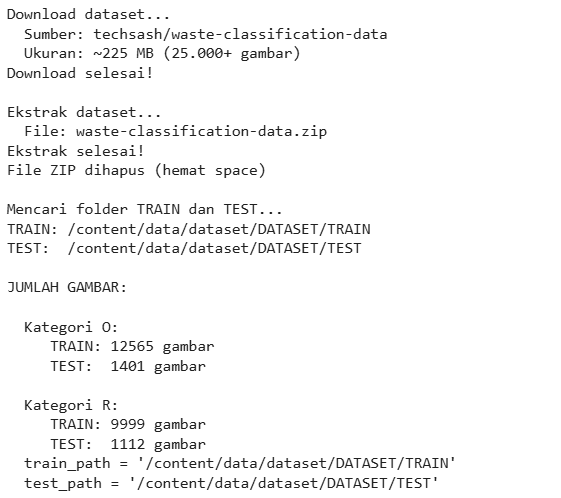 Download dataset...
Sumber: techsash/waste-classification-data
Ukuran: ~225 MB (25.000+ gambar)
Download selesai!
Ekstrak dataset...
File: waste-classification-data.zip
Ekstrak selesai!
File ZIP dihapus (hemat space)
Mencari folder TRAIN dan TEST...
TRAIN: /content/data/dataset/DATASET/TRAIN
TEST:  /content/data/dataset/DATASET/TEST
JUMLAH GAMBAR:
Kategori O:
TRAIN: 12565 gambar
TEST:  1401 gambar
Kategori R:
TRAIN: 9999 gambar
TEST:  1112 gambar
train_path = '/content/data/dataset/DATASET/TRAIN'
test_path = '/content/data/dataset/DATASET/TEST'